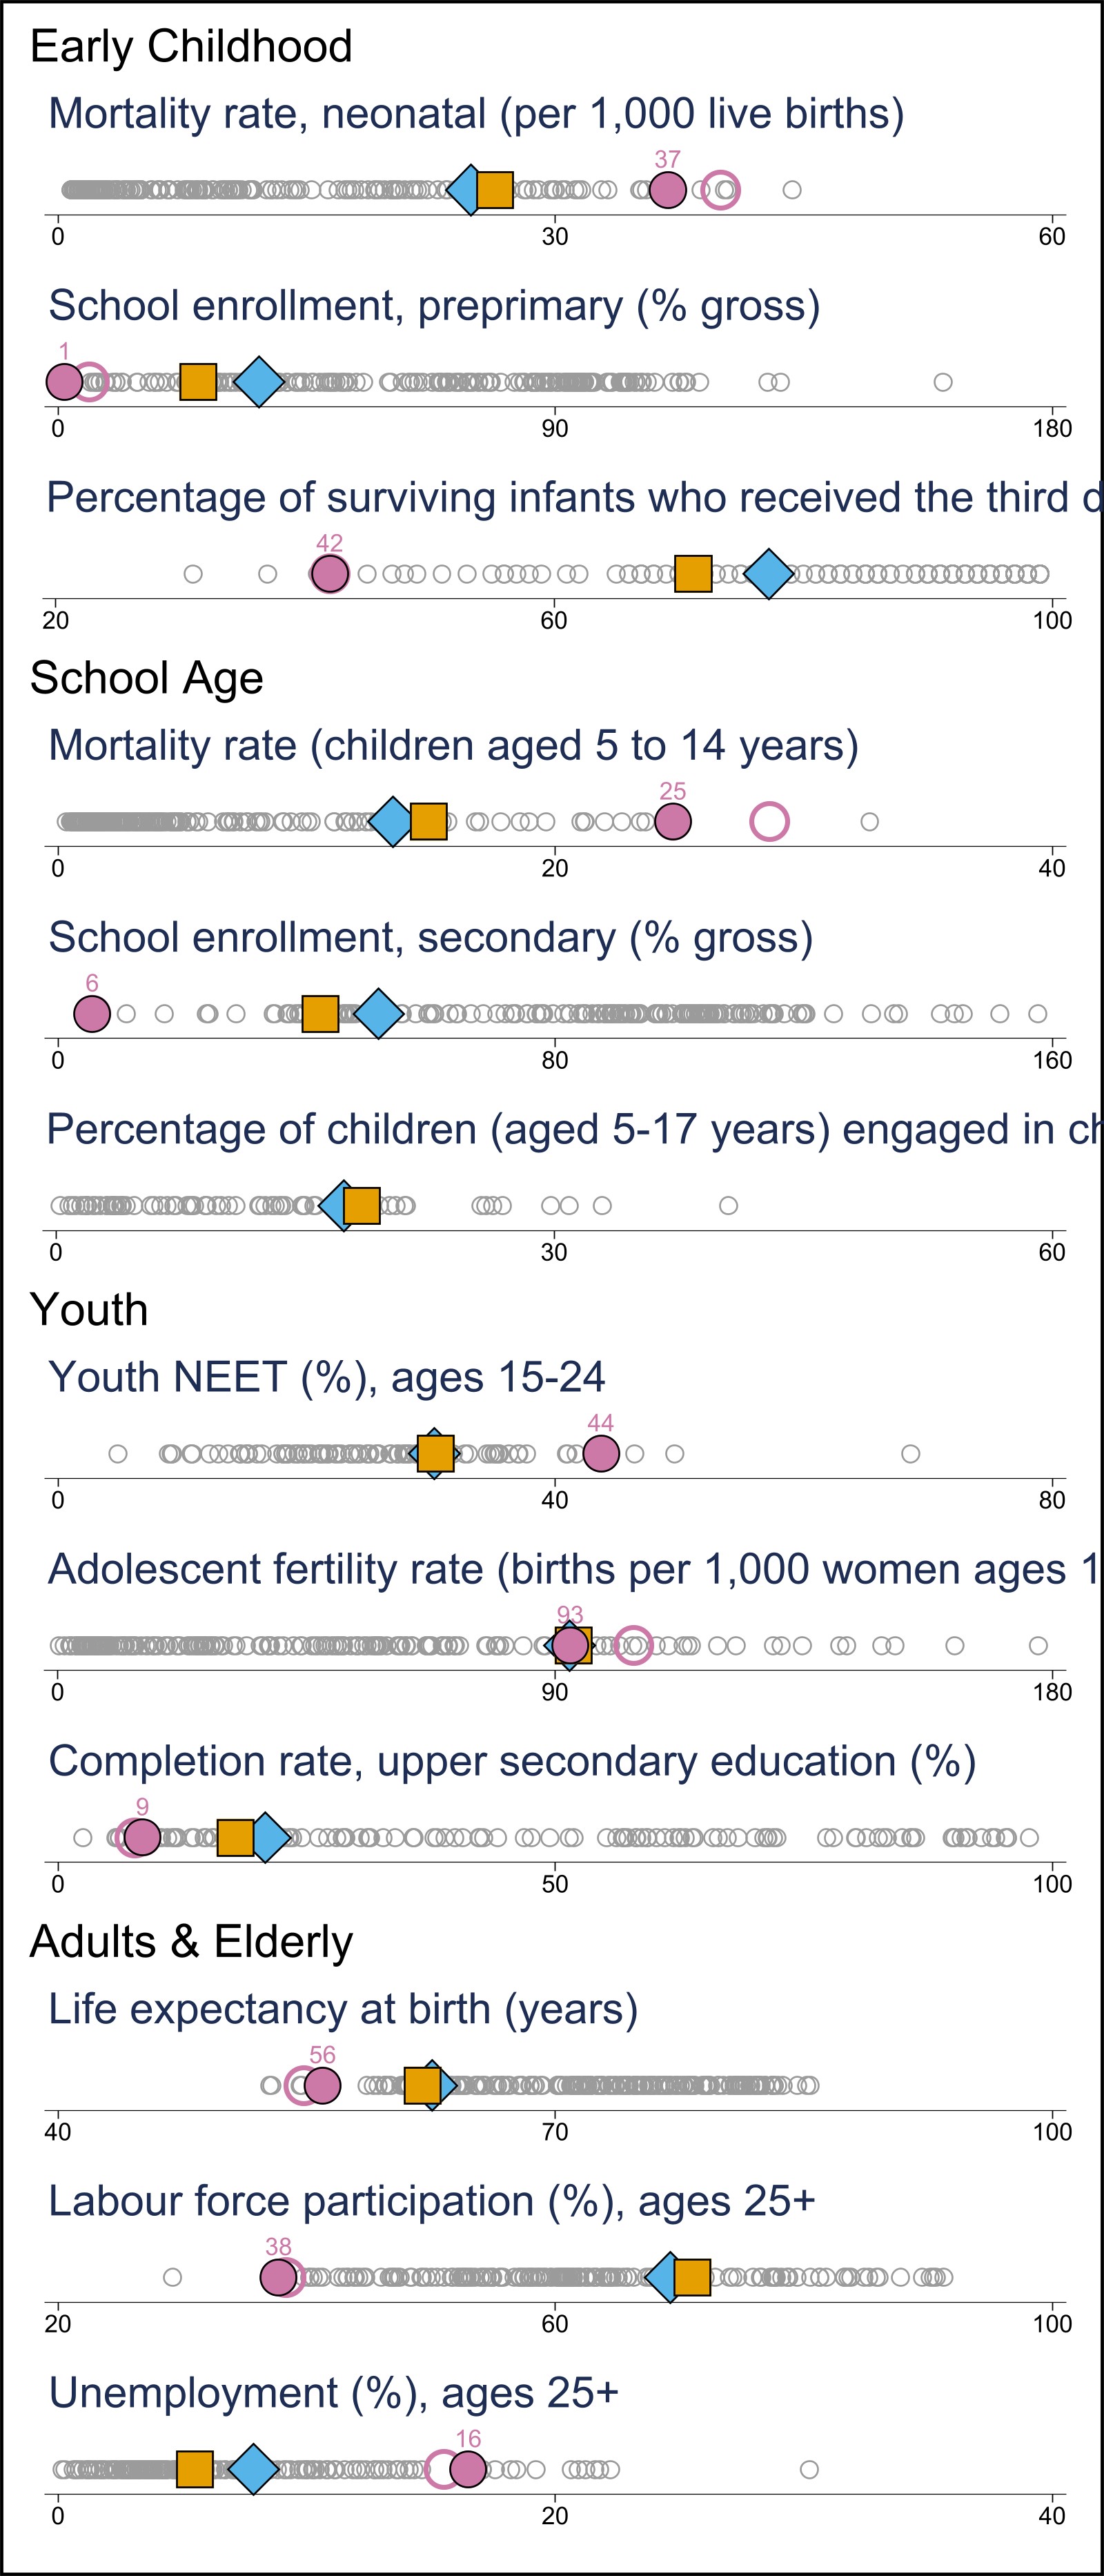 Early Childhood
Mortality rate, neonatal (per 1,000 live births)
37
0 30 60
School enrollment, preprimary (% gross)
1
0 90 180
Percentage of surviving infants who received the third d
42
20 60 100
School Age
Mortality rate (children aged 5 to 14 years)
25
0 20 40
School enrollment, secondary (% gross)
6
0 80 160
Percentage of children (aged 5-17 years) engaged in ch
0 30 60
Youth
Youth NEET (%), ages 15-24
44
0 40 80
Adolescent fertility rate (births per 1,000 women ages 1
93
0 90 180
Completion rate, upper secondary education (%)
9
0 50 100
Adults & Elderly
Life expectancy at birth (years)
56
40 70 100
Labour force participation (%), ages 25+
38
20 60 100
Unemployment (%), ages 25+
16
0 20 40